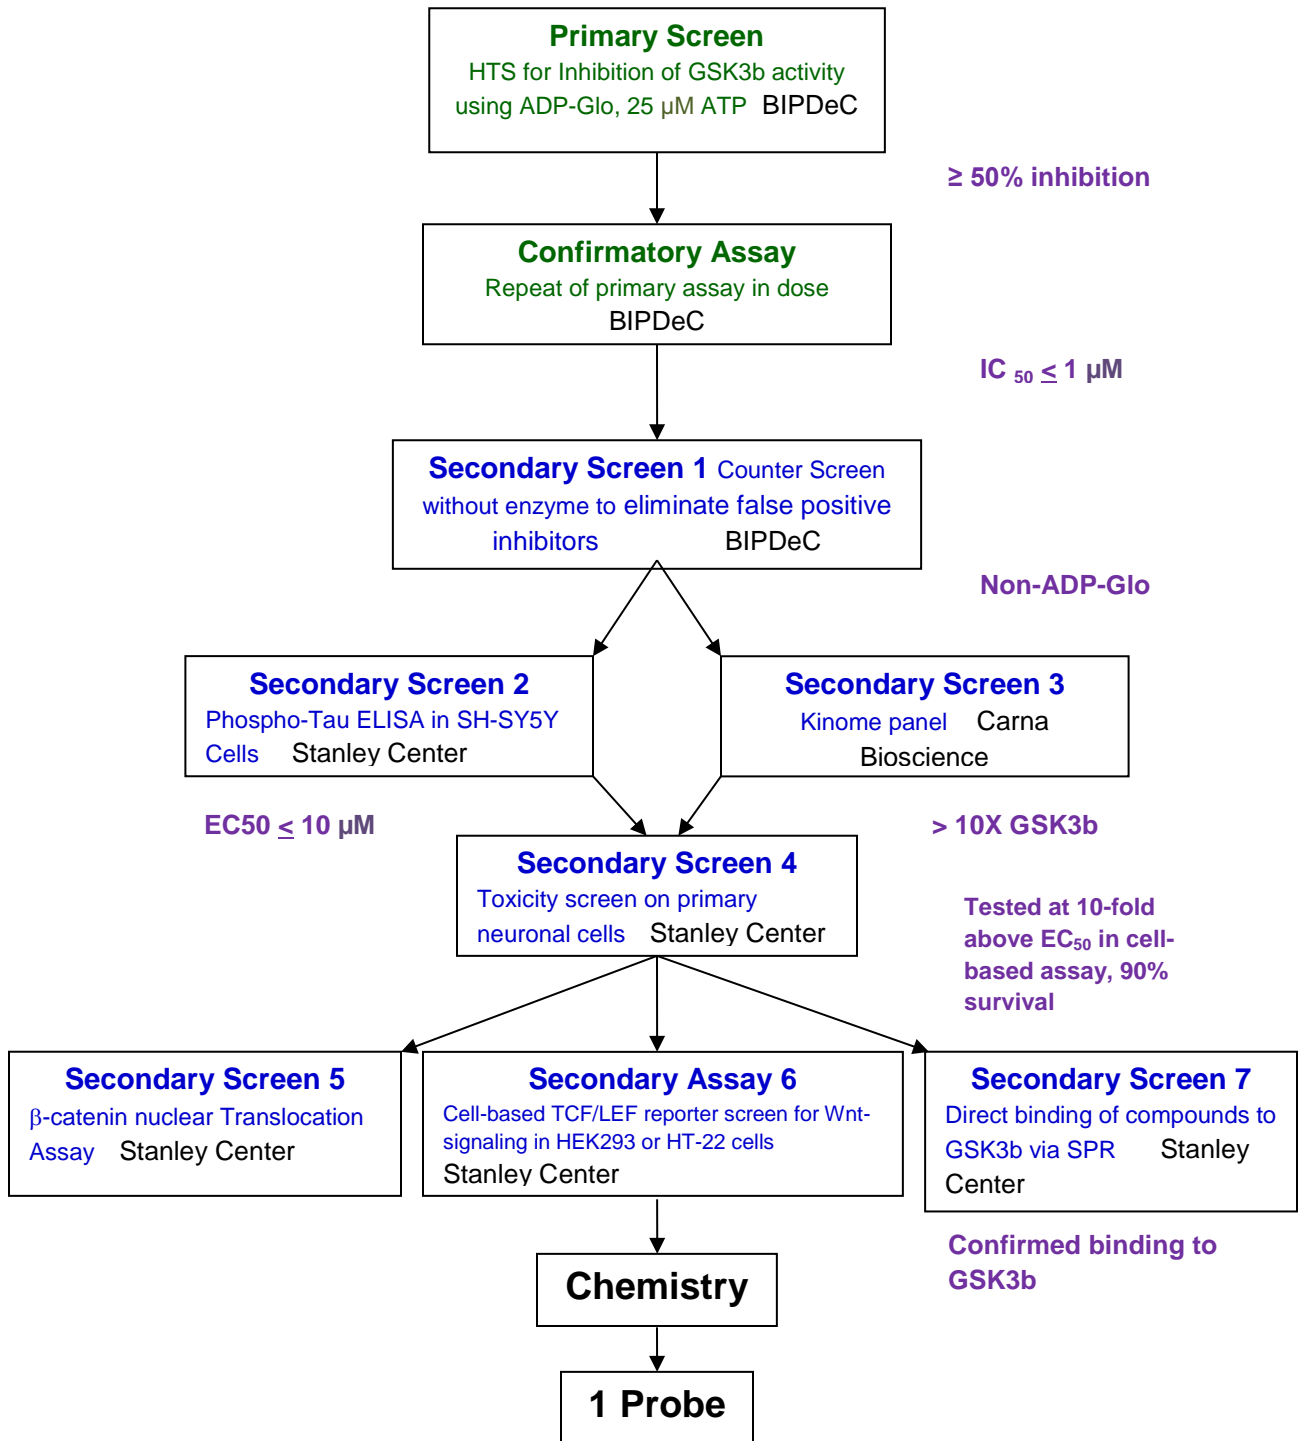 Primary Screen
HTS for Inhibition of GSK3b activity
using ADP-Glo, 25 µM ATP BIPDeC
≥ 50% inhibition
Confirmatory Assay
Repeat of primary assay in dose
BIPDeC
IC 50 < 1 µM
Secondary Screen 1 Counter Screen
without enzyme to eliminate false positive
inhibitors BIPDeC
Non-ADP-Glo
Secondary Screen 2
Phospho-Tau ELISA in SH-SY5Y
Cells Stanley Center
Secondary Screen 3
Kinome panel Carna
Bioscience
EC50 < 10 µM
> 10X GSK3b
Secondary Screen 4
Toxicity screen on primary
neuronal cells Stanley Center
Tested at 10-fold
above EC50 in cell-
based assay, 90%
survival
Secondary Screen 5
β-catenin nuclear Translocation
Assay Stanley Center
Secondary Assay 6
Cell-based TCF/LEF reporter screen for Wnt-
signaling in HEK293 or HT-22 cells
Stanley Center
Secondary Screen 7
Direct binding of compounds to
GSK3b via SPR Stanley
Center
Confirmed binding to
GSK3b
Chemistry
1 Probe